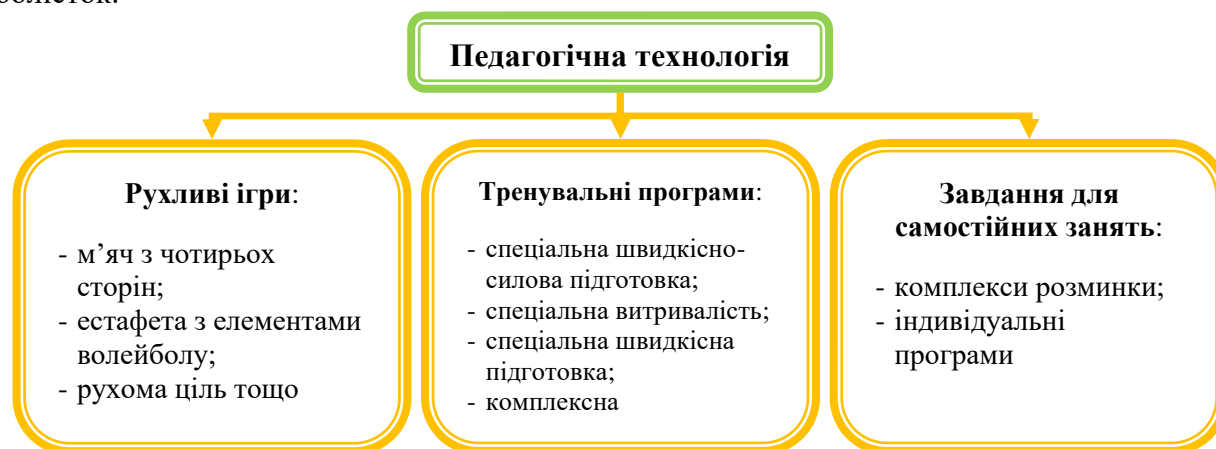 Педагогічна технологія
Рухливі ігри:
- м’яч з чотирьох
сторін;
- естафета з елементами
волейболу;
- рухома ціль тощо
Тренувальні програми:
- спеціальна швидкісно-
силова підготовка;
- спеціальна витривалість;
- спеціальна швидкісна
підготовка;
- комплексна
Завдання для
самостійних занять:
- комплекси розминки;
- індивідуальні
програми